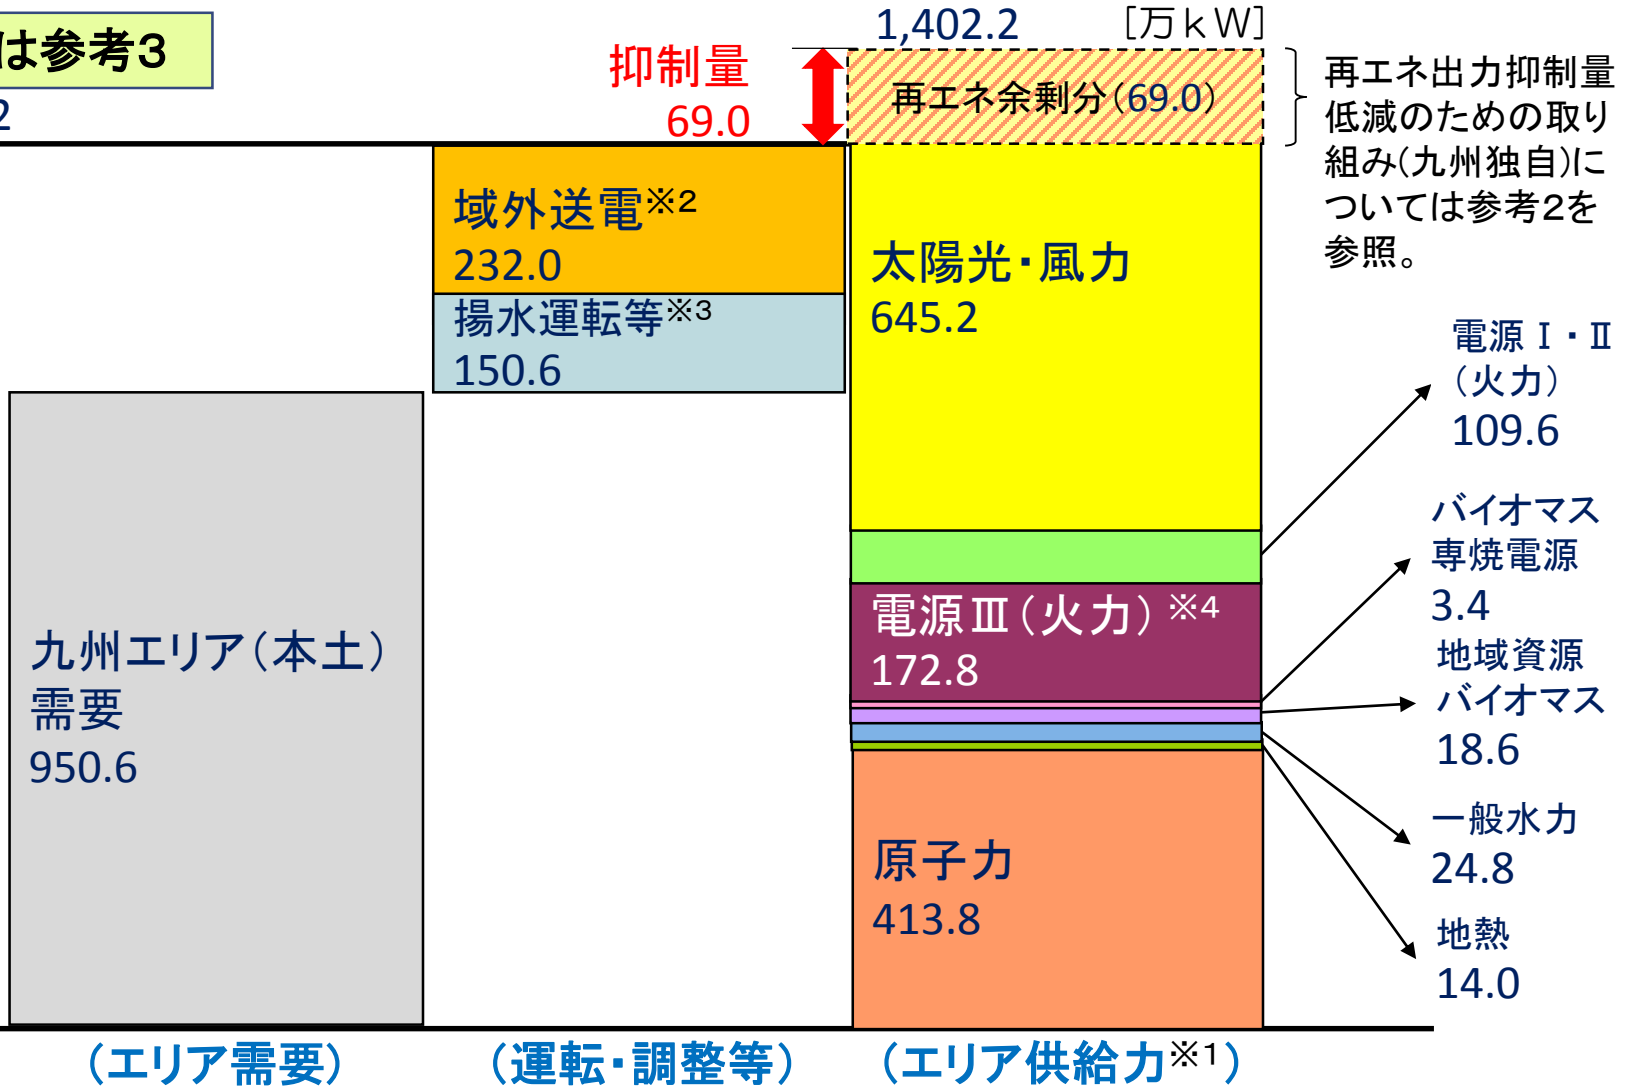 は参考3
2
抑制量
69.0
1,402.2 [万kW]
再エネ余剰分(69.0)
再エネ出力抑制量
低減のための取り
組み(九州独自)に
ついては参考2を
参照。
域外送電※2
232.0
揚水運転等※3
150.6
太陽光・風力
645.2
電源Ⅰ・Ⅱ
(火力)
109.6
バイオマス
専焼電源
3.4
地域資源
バイオマス
18.6
一般水力
24.8
地熱
14.0
電源Ⅲ(火力)※4
172.8
九州エリア(本土)
需要
950.6
原子力
413.8
(エリア需要) (運転・調整等) (エリア供給力※1)